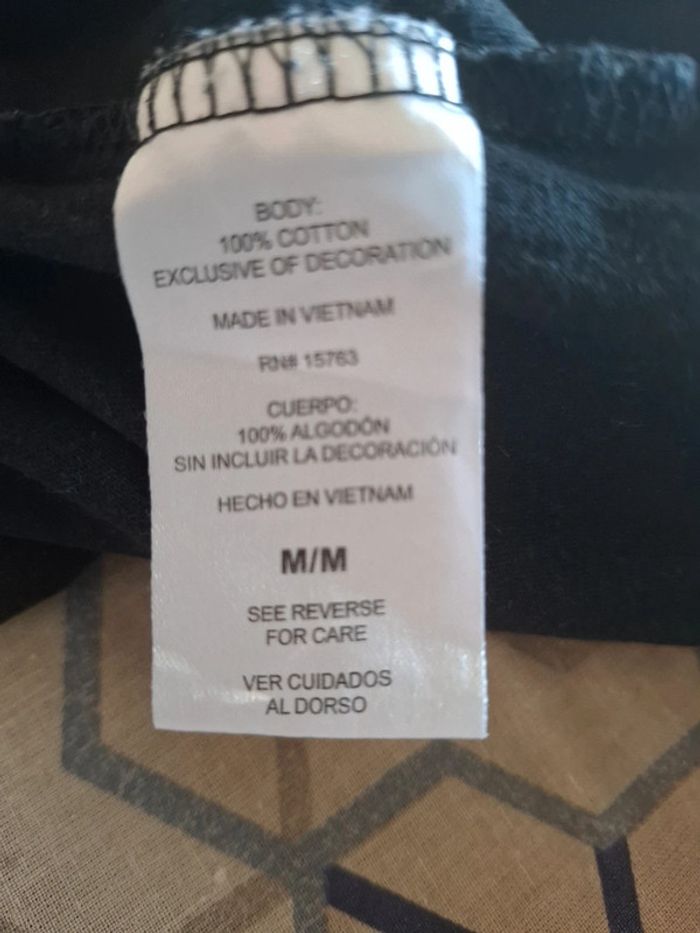 BODY:
100% COTTON
EXCLUSIVE OF DECORATION
MADE IN VIETNAM
RN# 15763
CUERPO:
100% ALGODÓN
SIN INCLUIR LA DECORACIÓN
HECHO EN VIETNAM
M/M
SEE REVERSE
FOR CARE
VER CUIDADOS
AL DORSO